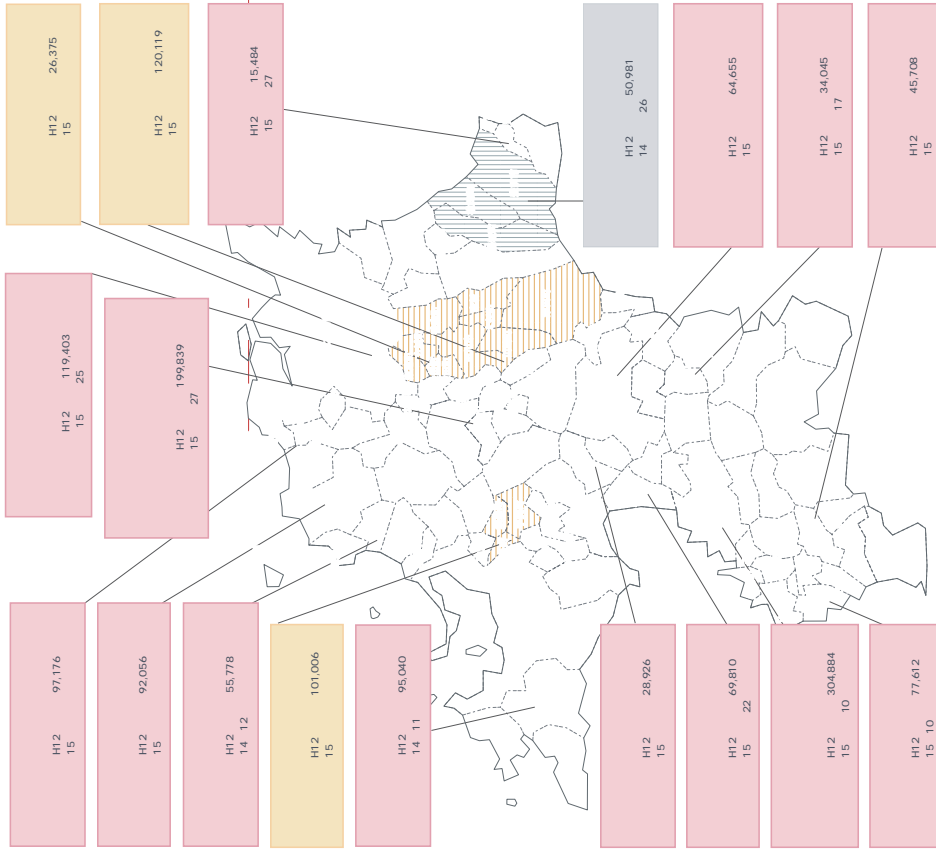 H12 26,375
15
H12 120,119
15
H12 15,484
15 27
H12 50,981
14 26
H12 64,655
15
H12 34,045
15 17
H12 45,708
15
H12 119,403
15 25
H12 199,839
15 27
H12 97,176
15
H12 92,056
15
H12 55,778
14 12
H12 101,006
15
H12 95,040
14 11
H12 28,926
15
H12 69,810
15 22
H12 304,884
15 10
H12 77,612
15 10